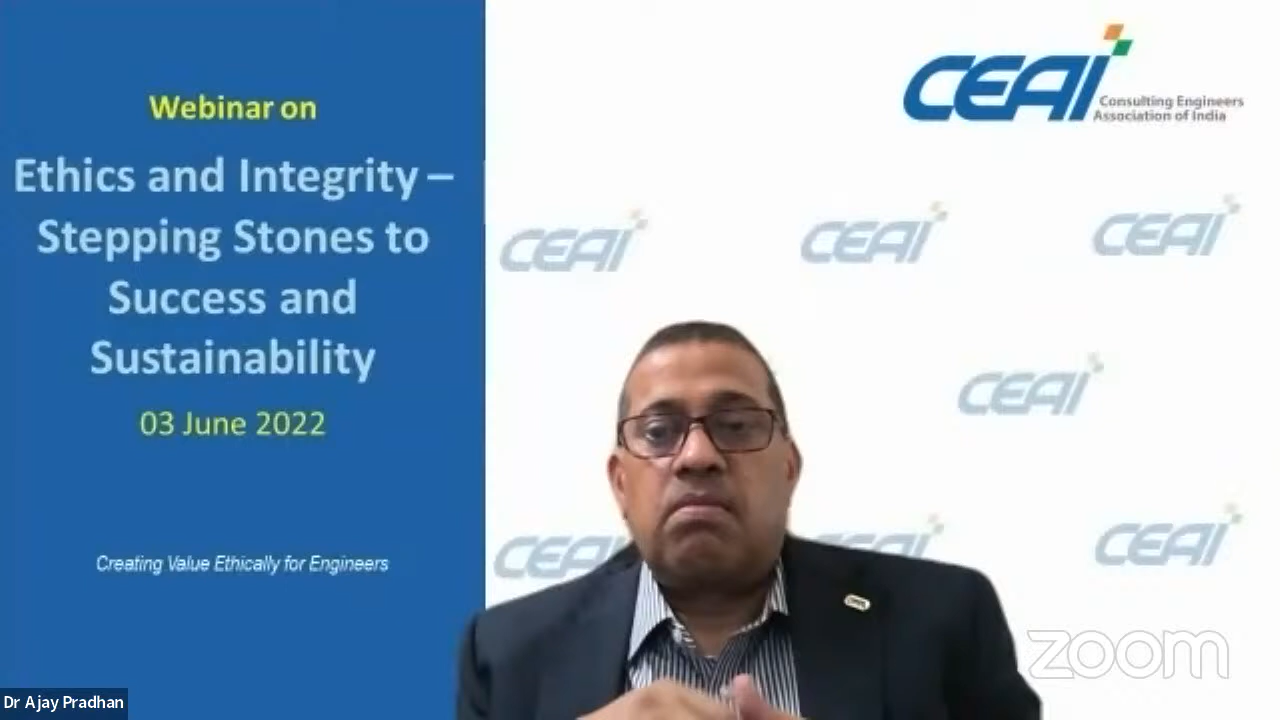 Webinar on
Ethics and Integrity –
Stepping Stones to
Success and
Sustainability
03 June 2022
Creating Value Ethically for Engineers
CEAI
Consulting Engineers
Association of India
CEAI
CEAI
CEAI
CEAI
CEAI
CEAI
CEAI
zoom
Dr Ajay Pradhan